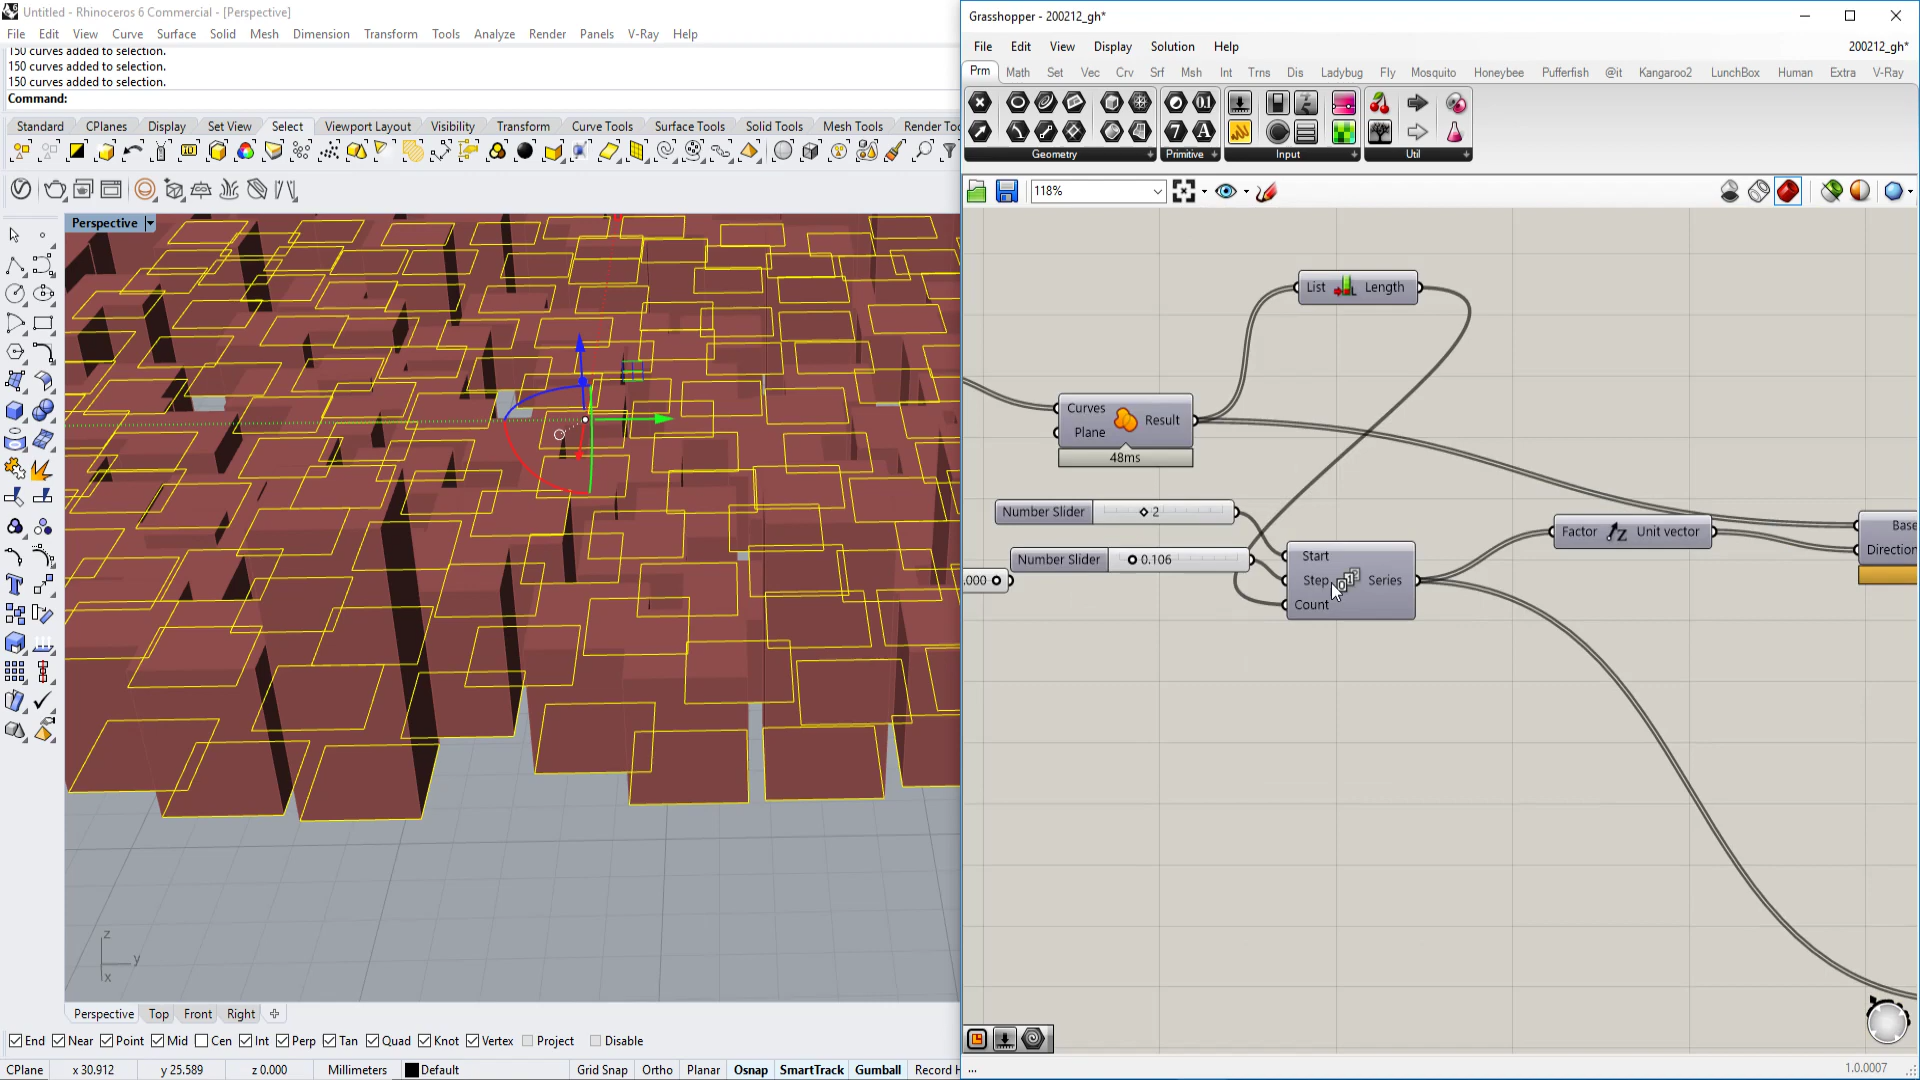 Untitled - Rhinoceros 6 Commercial - [Perspective]
File Edit View Curve Surface Solid Mesh Dimension Transform Tools Analyze Render Panels V-Ray Help
150 curves added to selection.
150 curves added to selection.
150 curves added to selection.
Command:
Standard CPlanes Display Set View Select Viewport Layout Visibility Transform Curve Tools Surface Tools Solid Tools Mesh Tools Render Too
Perspective
z
y
x
Perspective Top Front Right
End Near Point Mid Cen Int Perp Tan Quad Knot Vertex Project Disable
CPlane x 30.912 y 25.589 z 0.000 Millimeters Default Grid Snap Ortho Planar Osnap SmartTrack Gumball Record H
Grasshopper - 200212_gh*
File Edit View Display Solution Help 200212_gh*
Prm Math Set Vec Crv Srf Msh Int Trns Dis Ladybug Fly Mosquito Honeybee Pufferfish @it Kangaroo2 LunchBox Human Extra V-Ray
Geometry Primitive Input Util
118%
List Length
Curves
Plane
Result
48ms
Number Slider 2
Number Slider 0.106
.000
Start
Step
Count
Series
Factor Unit vector
Base
Direction
...
1.0.0007